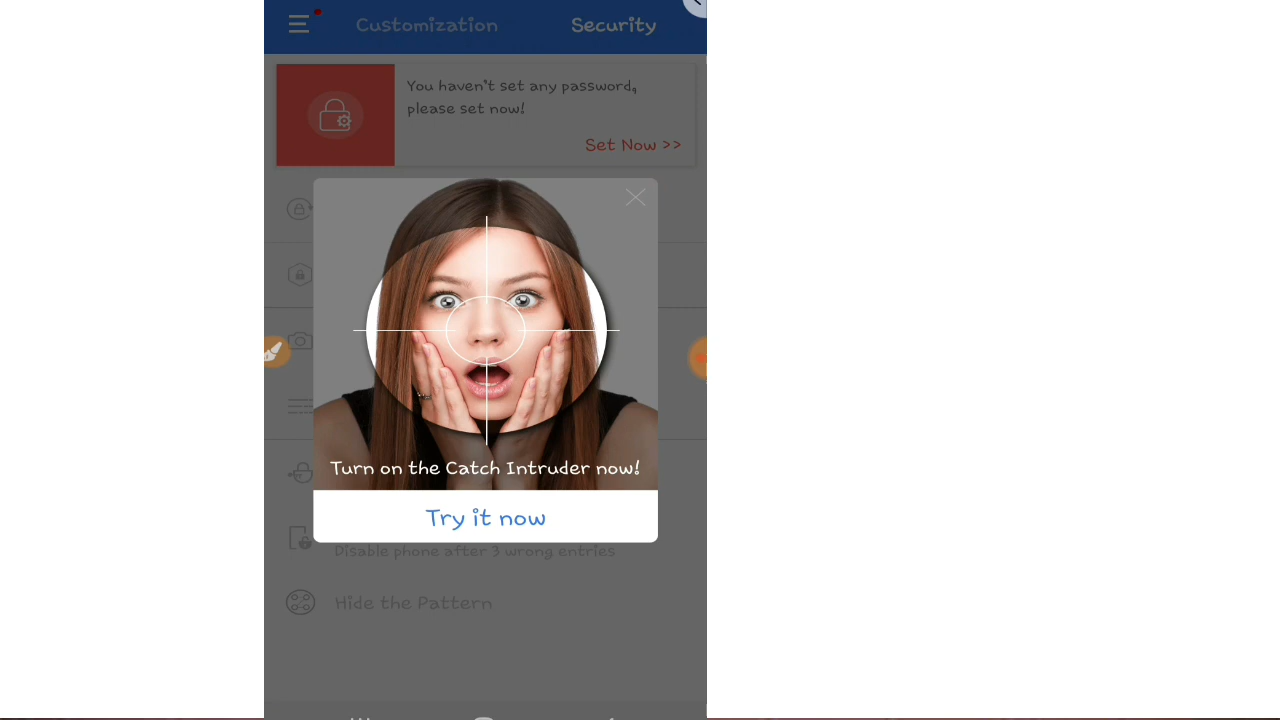 Customization
Security
You haven't set any password,
please set now!
Set Now >>
Turn on the Catch Intruder now!
Try it now
Disable phone after 3 wrong entries
Hide the Pattern